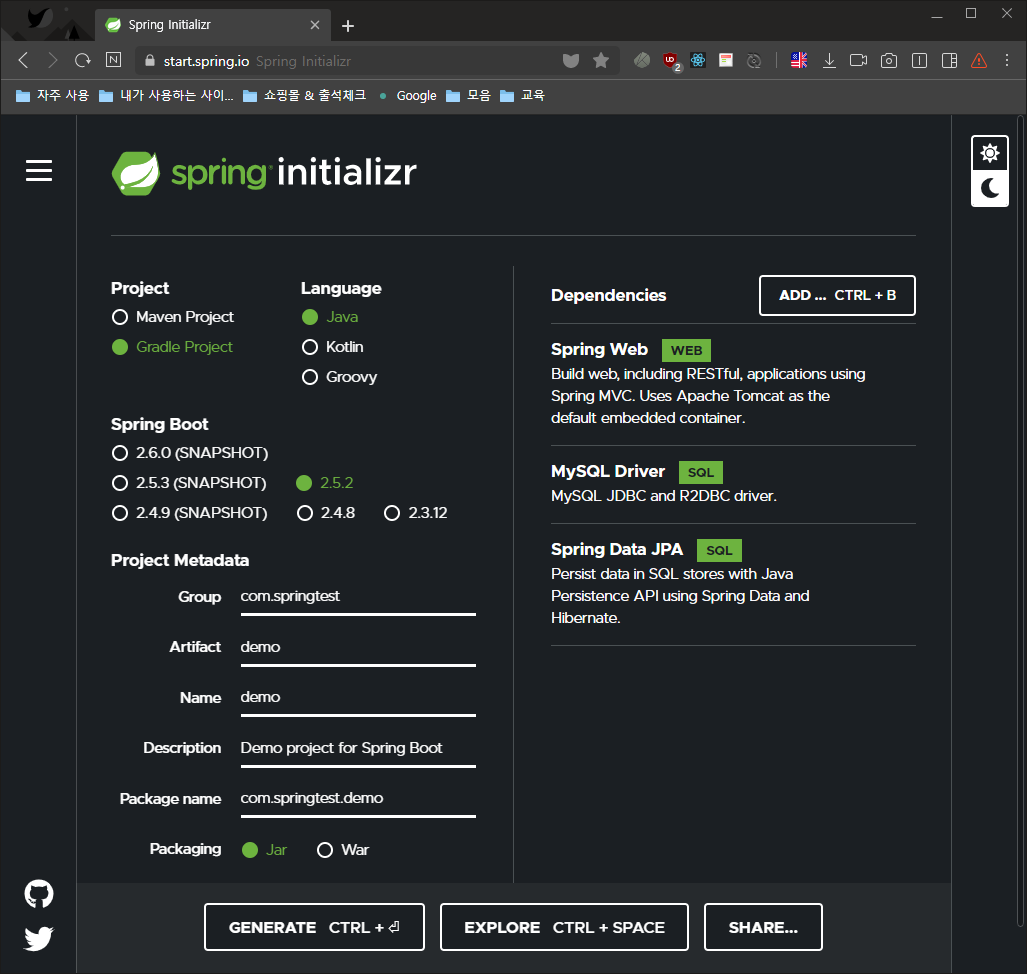 Spring Initializr
start.spring.io Spring Initializr
UD 2
자주 사용 내가 사용하는 사이... 쇼핑몰 & 출석체크 Google 모음 교육
spring initializr
Project
Maven Project
Gradle Project
Language
Java
Kotlin
Groovy
Spring Boot
2.6.0 (SNAPSHOT)
2.5.3 (SNAPSHOT) 2.5.2
2.4.9 (SNAPSHOT) 2.4.8 2.3.12
Project Metadata
Group com.springtest
Artifact demo
Name demo
Description Demo project for Spring Boot
Package name com.springtest.demo
Packaging Jar War
Dependencies
ADD ... CTRL + B
Spring Web WEB
Build web, including RESTful, applications using
Spring MVC. Uses Apache Tomcat as the
default embedded container.
MySQL Driver SQL
MySQL JDBC and R2DBC driver.
Spring Data JPA SQL
Persist data in SQL stores with Java
Persistence API using Spring Data and
Hibernate.
GENERATE CTRL + ⏎
EXPLORE CTRL + SPACE
SHARE...